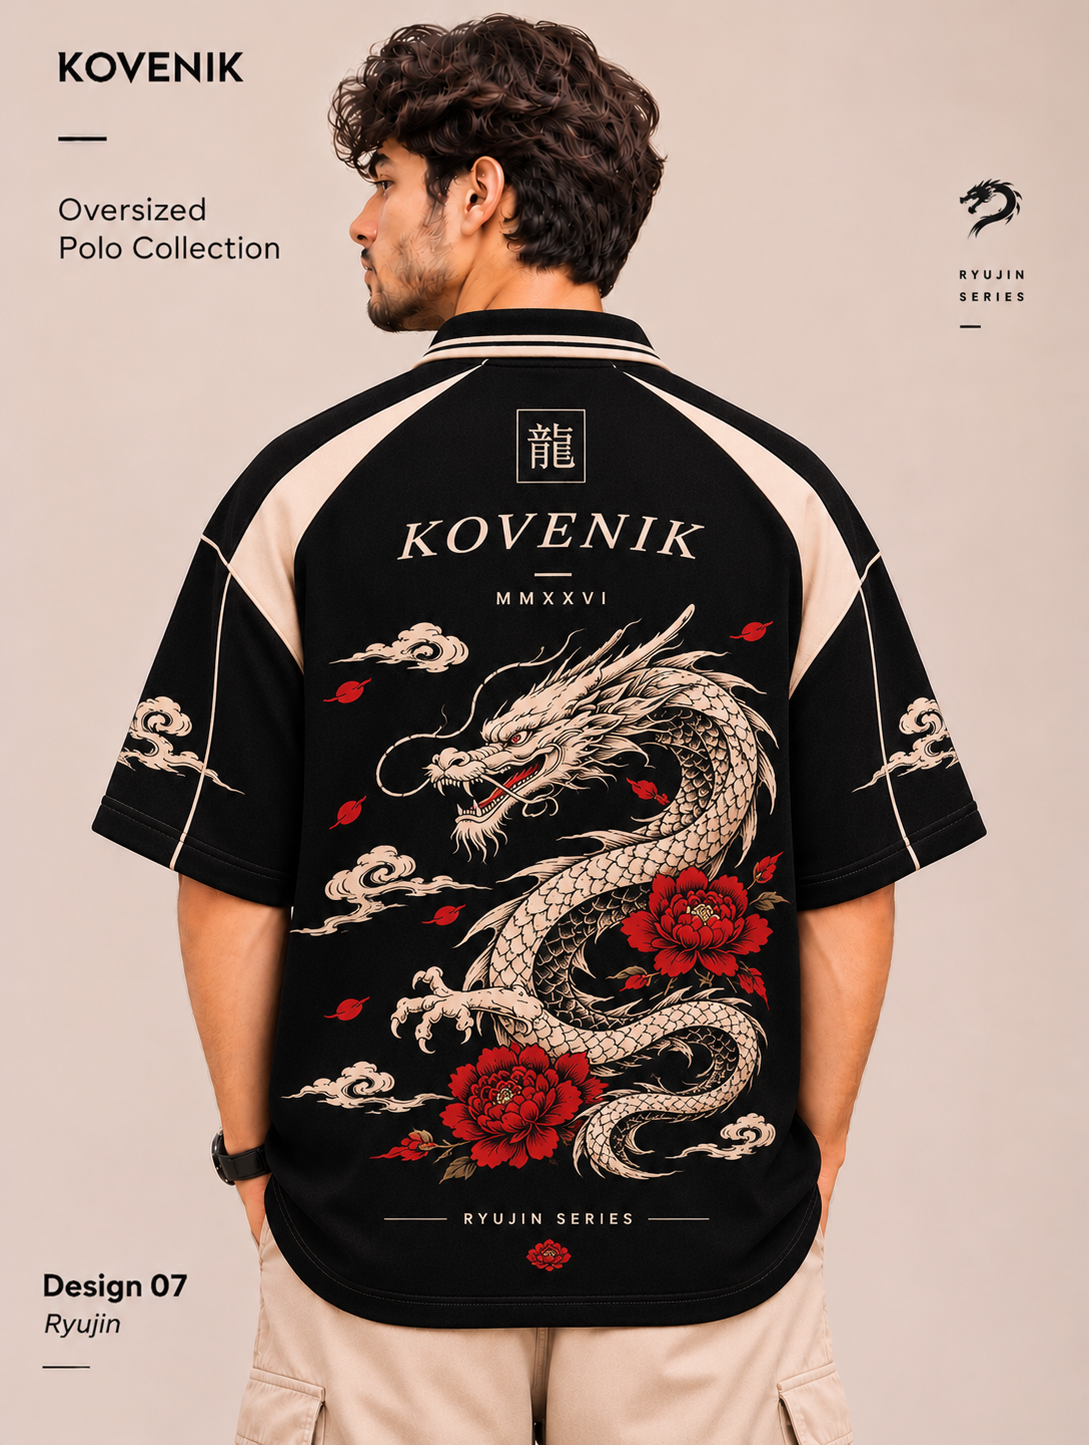 KOVENIK
Oversized
Polo Collection
RYUJIN
SERIES
龍
KOVENIK
MMXXVI
RYUJIN SERIES
Design 07
Ryujin